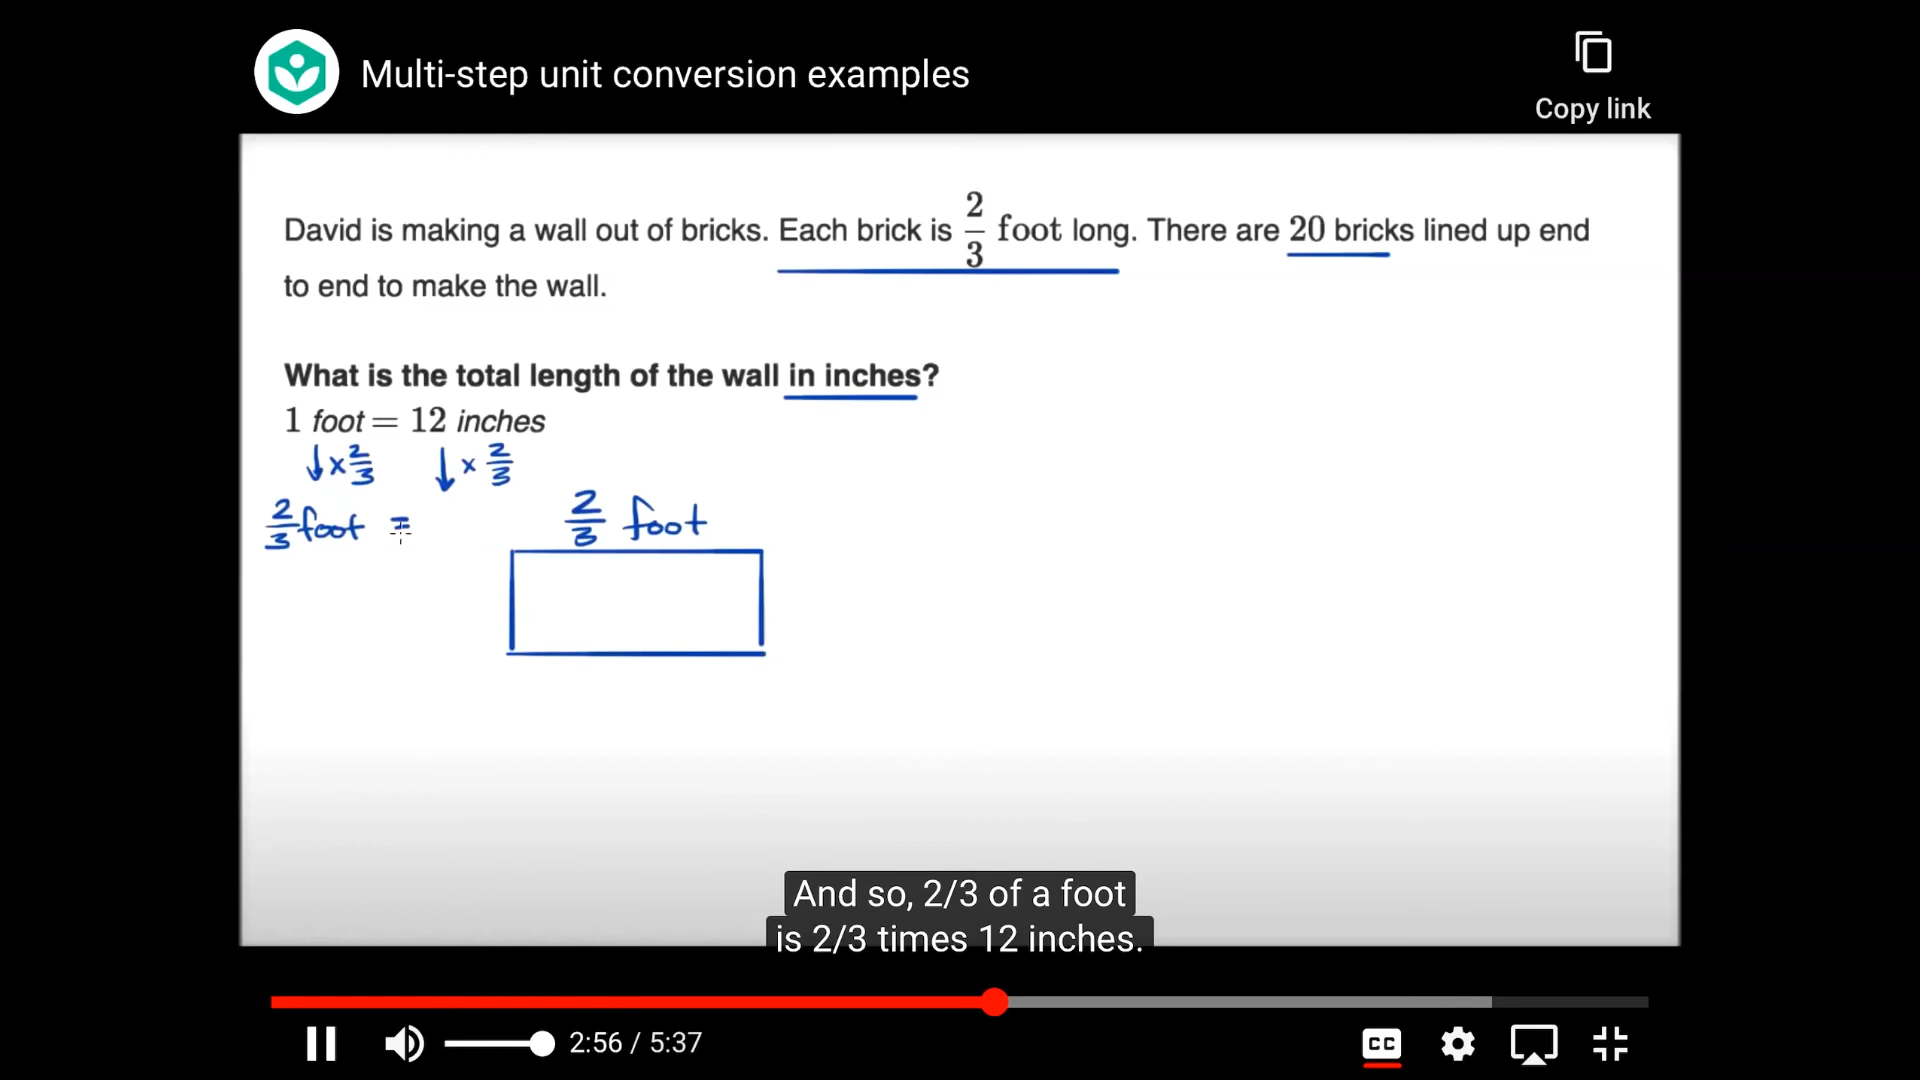 Multi-step unit conversion examples
Copy link
David is making a wall out of bricks. Each brick is 2/3 foot long. There are 20 bricks lined up end
to end to make the wall.
What is the total length of the wall in inches?
1 foot = 12 inches
↓ × 2/3 ↓ × 2/3
2/3 foot =
2/3 foot
And so, 2/3 of a foot
is 2/3 times 12 inches.
2:56 / 5:37
CC